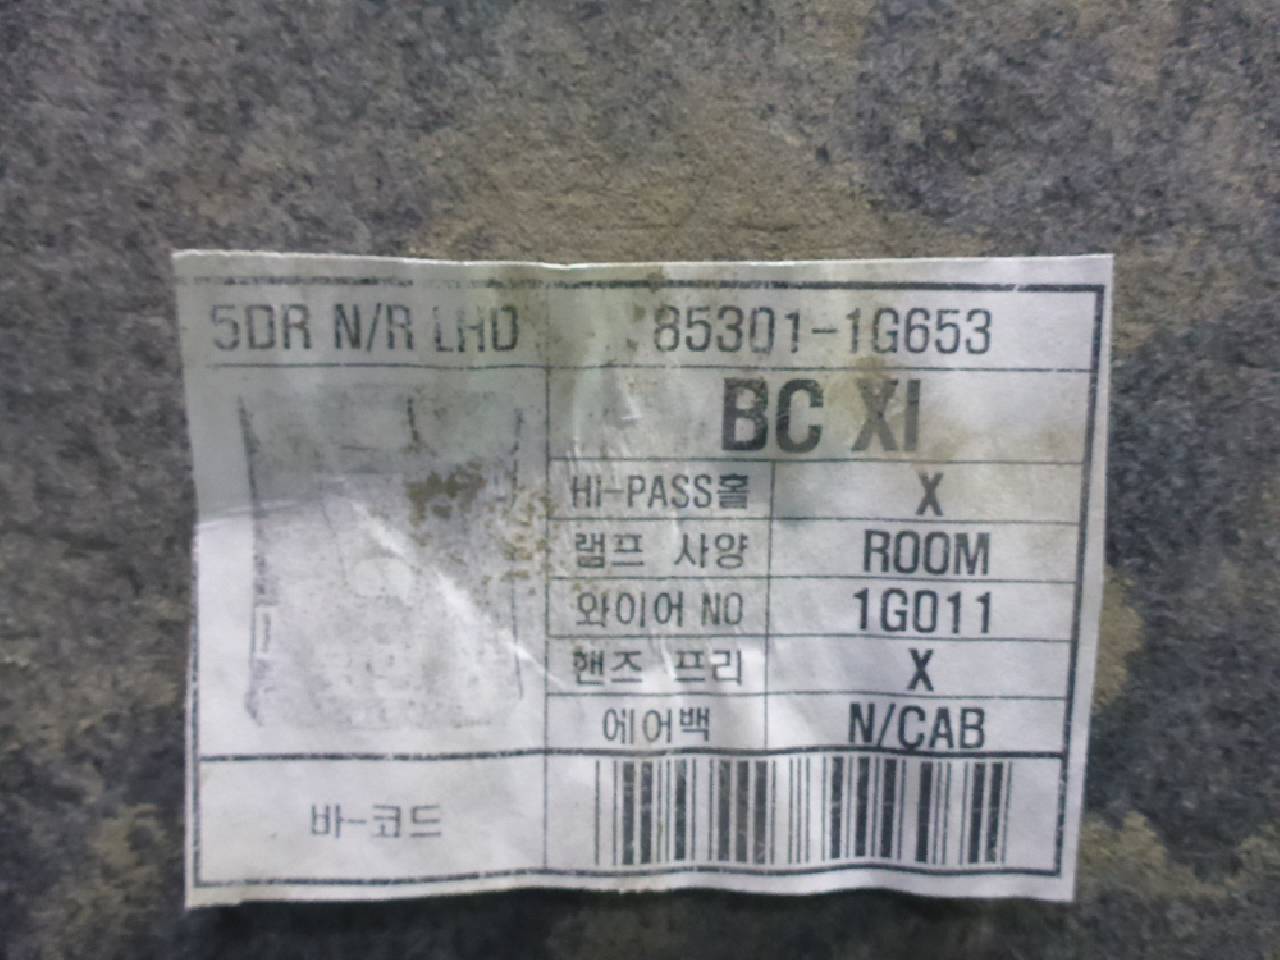 5DR N/R LHD 85301-1G653
BC XI
HI-PASS홀 X
램프 사양 ROOM
와이어 NO 1G011
핸즈 프리 X
에어백 N/CAB
바-코드